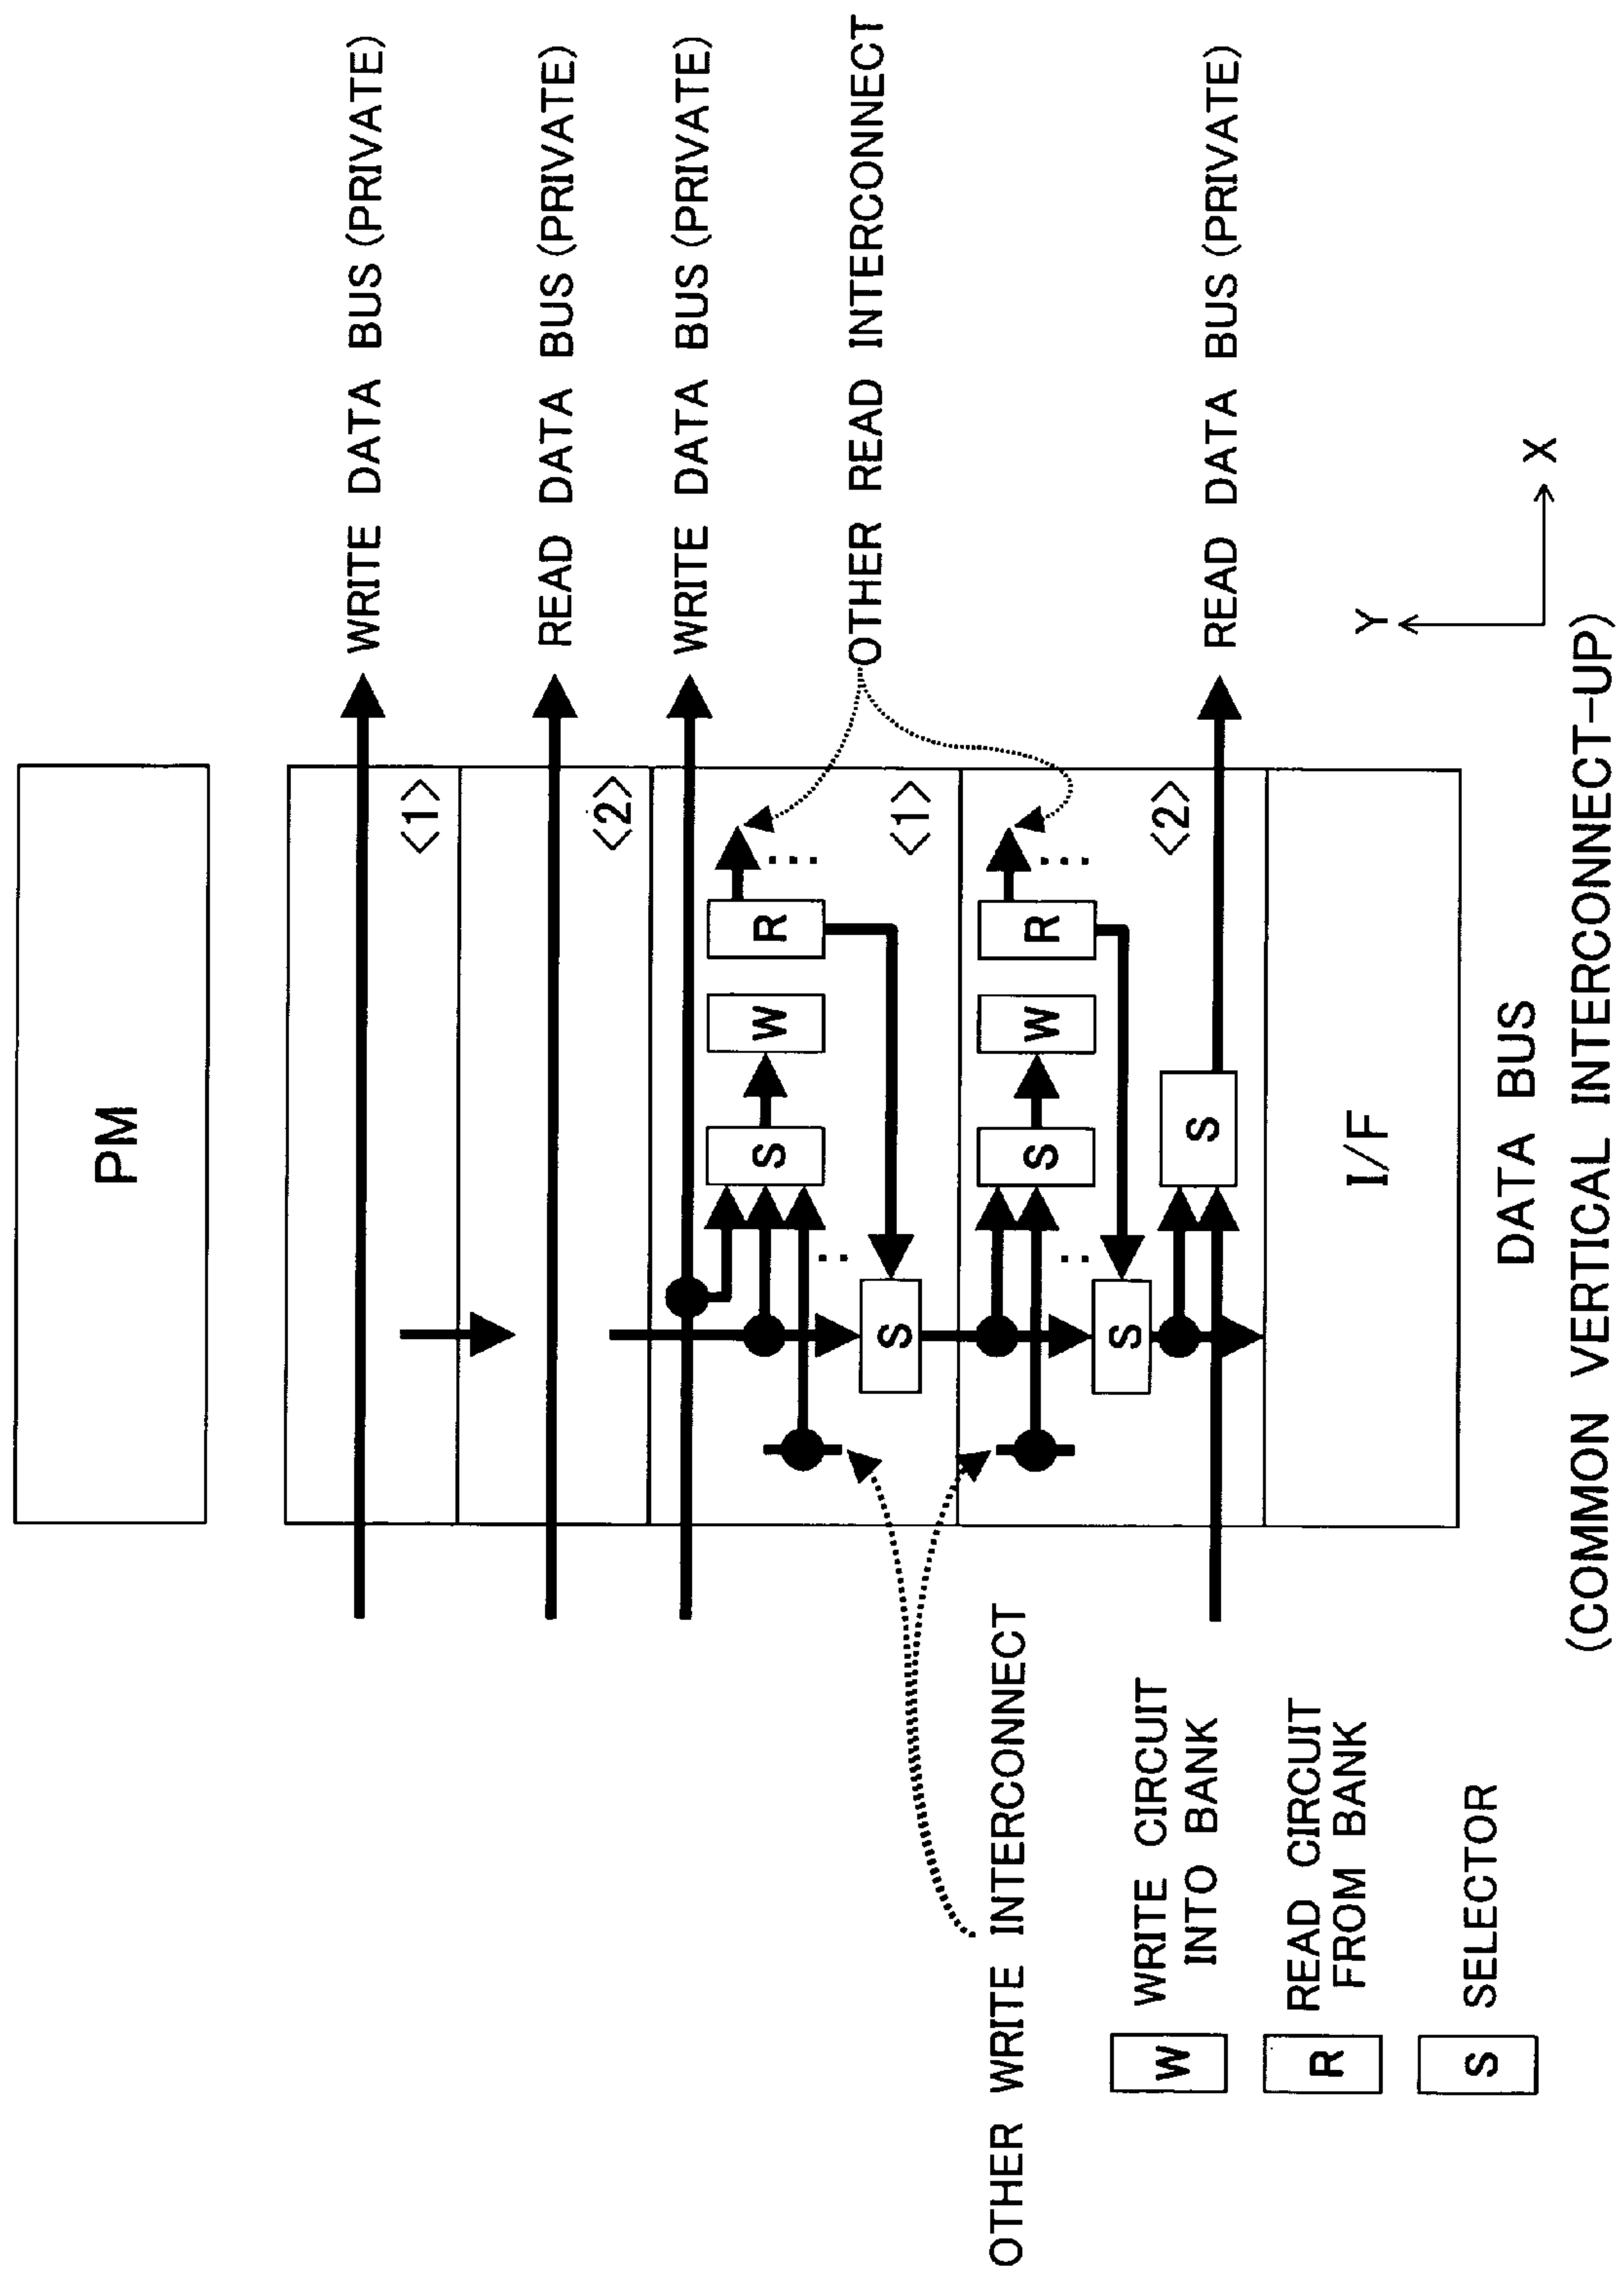 PM
WRITE DATA BUS (PRIVATE)
<1>
READ DATA BUS (PRIVATE)
<2>
WRITE DATA BUS (PRIVATE)
S
W
R
...
OTHER READ INTERCONNECT
..
S
<1>
OTHER WRITE INTERCONNECT
S
W
R
...
..
S
<2>
S
READ DATA BUS (PRIVATE)
I/F
Y
X
W
WRITE CIRCUIT
INTO BANK
R
READ CIRCUIT
FROM BANK
S
SELECTOR
DATA BUS
(COMMON VERTICAL INTERCONNECT-UP)